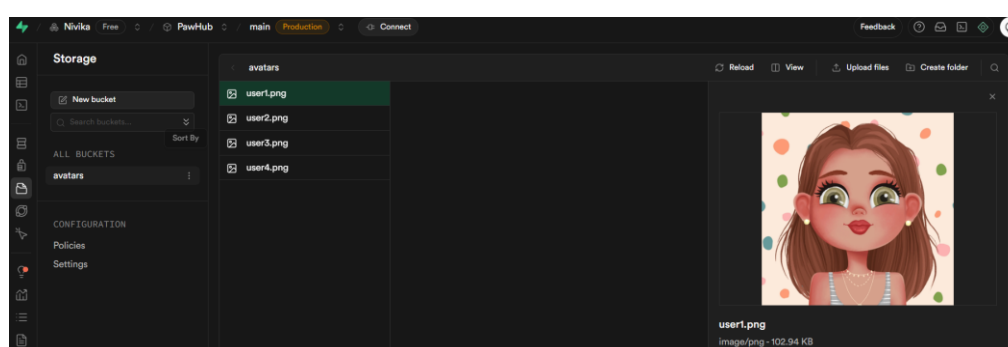 Nivika Free / PawHub / main Production Connect Feedback
Storage
avatars Reload View Upload files Create folder
New bucket
Search buckets...
Sort By
ALL BUCKETS
avatars
CONFIGURATION
Policies
Settings
user1.png
user2.png
user3.png
user4.png
user1.png
image/png - 102.94 KB